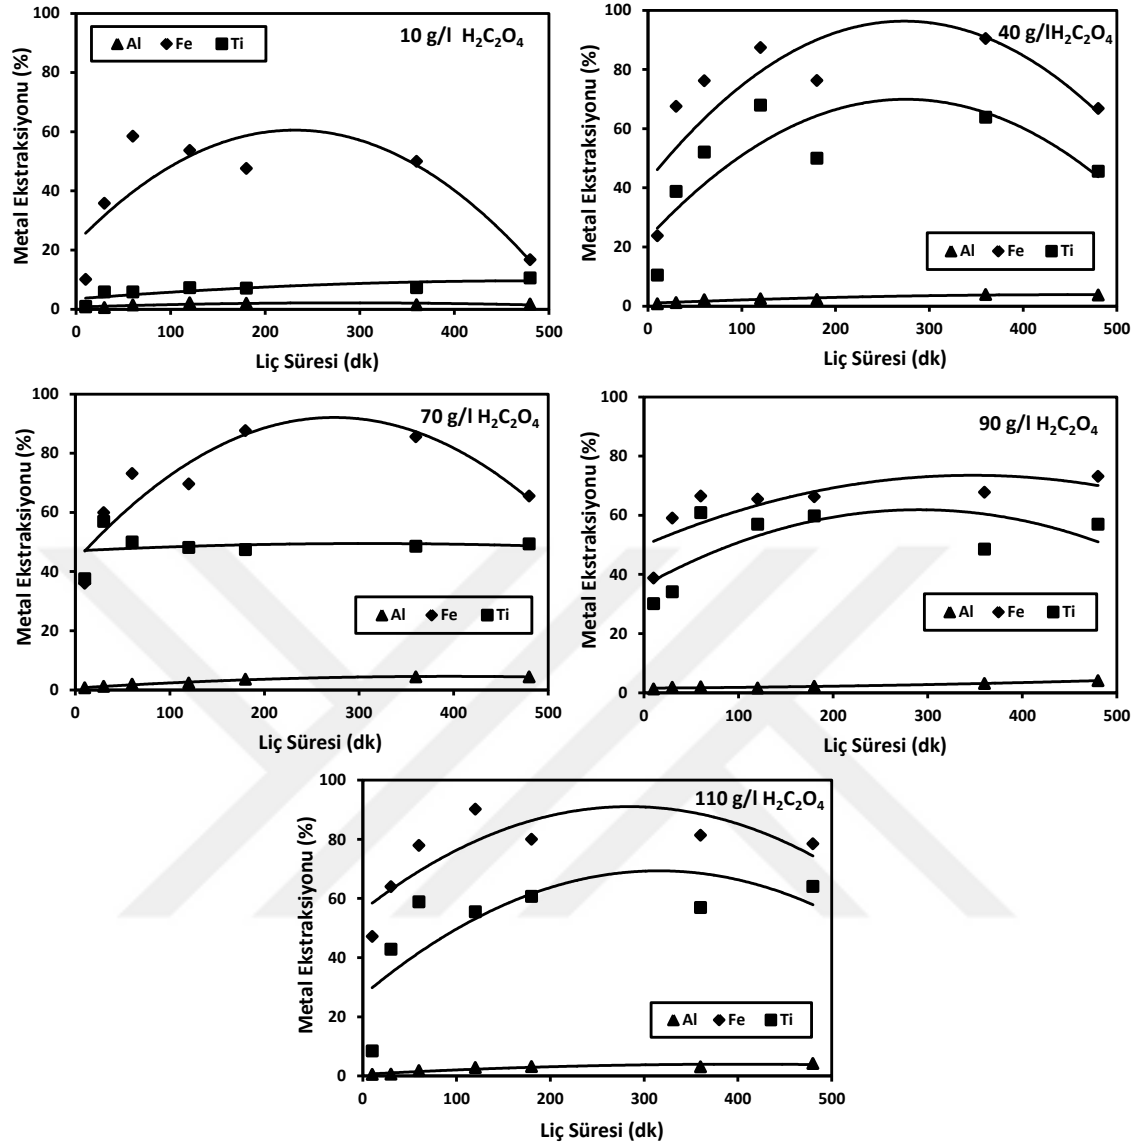 10 g/l H₂C₂O₄
Metal Ekstraksiyonu (%)
100
80
60
40
20
0
Al Fe Ti
0 100 200 300 400 500
Liç Süresi (dk)
40 g/lH₂C₂O₄
Metal Ekstraksiyonu (%)
100
80
60
40
20
0
Al Fe Ti
0 100 200 300 400 500
Liç Süresi (dk)
70 g/l H₂C₂O₄
Metal Ekstraksiyonu (%)
100
80
60
40
20
0
Al Fe Ti
0 100 200 300 400 500
Liç Süresi (dk)
90 g/l H₂C₂O₄
Metal Ekstraksiyonu (%)
100
80
60
40
20
0
Al Fe Ti
0 100 200 300 400 500
Liç Süresi (dk)
110 g/l H₂C₂O₄
Metal Ekstraksiyonu (%)
100
80
60
40
20
0
Al Fe Ti
0 100 200 300 400 500
Liç Süresi (dk)